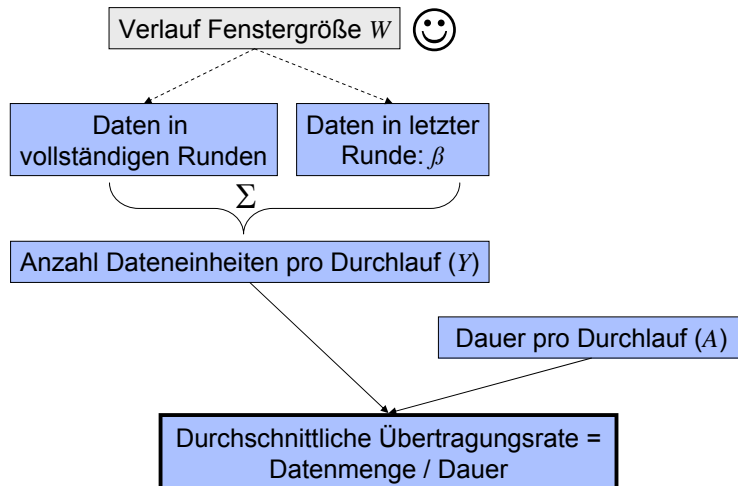 Verlauf Fenstergröße W
Daten in
vollständigen Runden
Daten in letzter
Runde: β
Σ
Anzahl Dateneinheiten pro Durchlauf (Y)
Dauer pro Durchlauf (A)
Durchschnittliche Übertragungsrate =
Datenmenge / Dauer